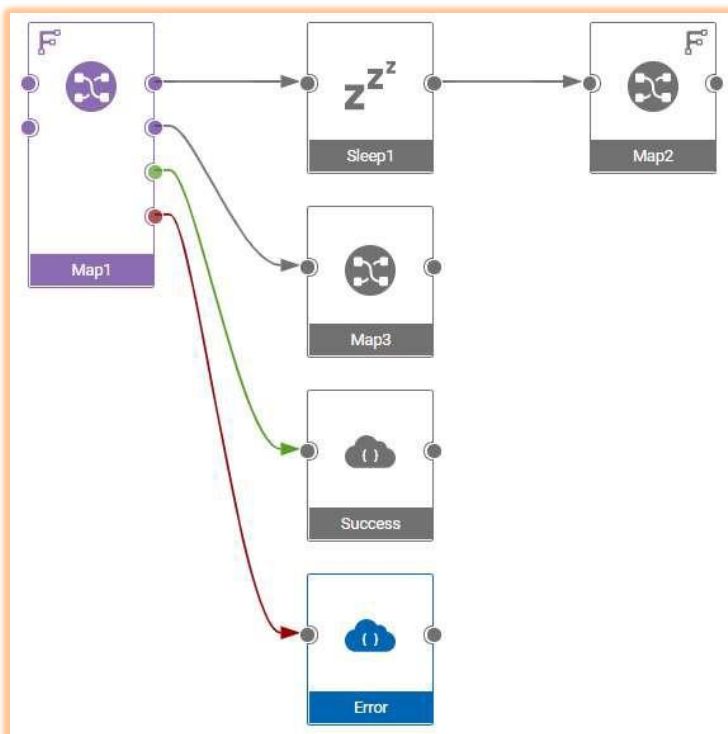 z z z
Sleep1
Map2
Map1
Map3
{ }
Success
{ }
Error